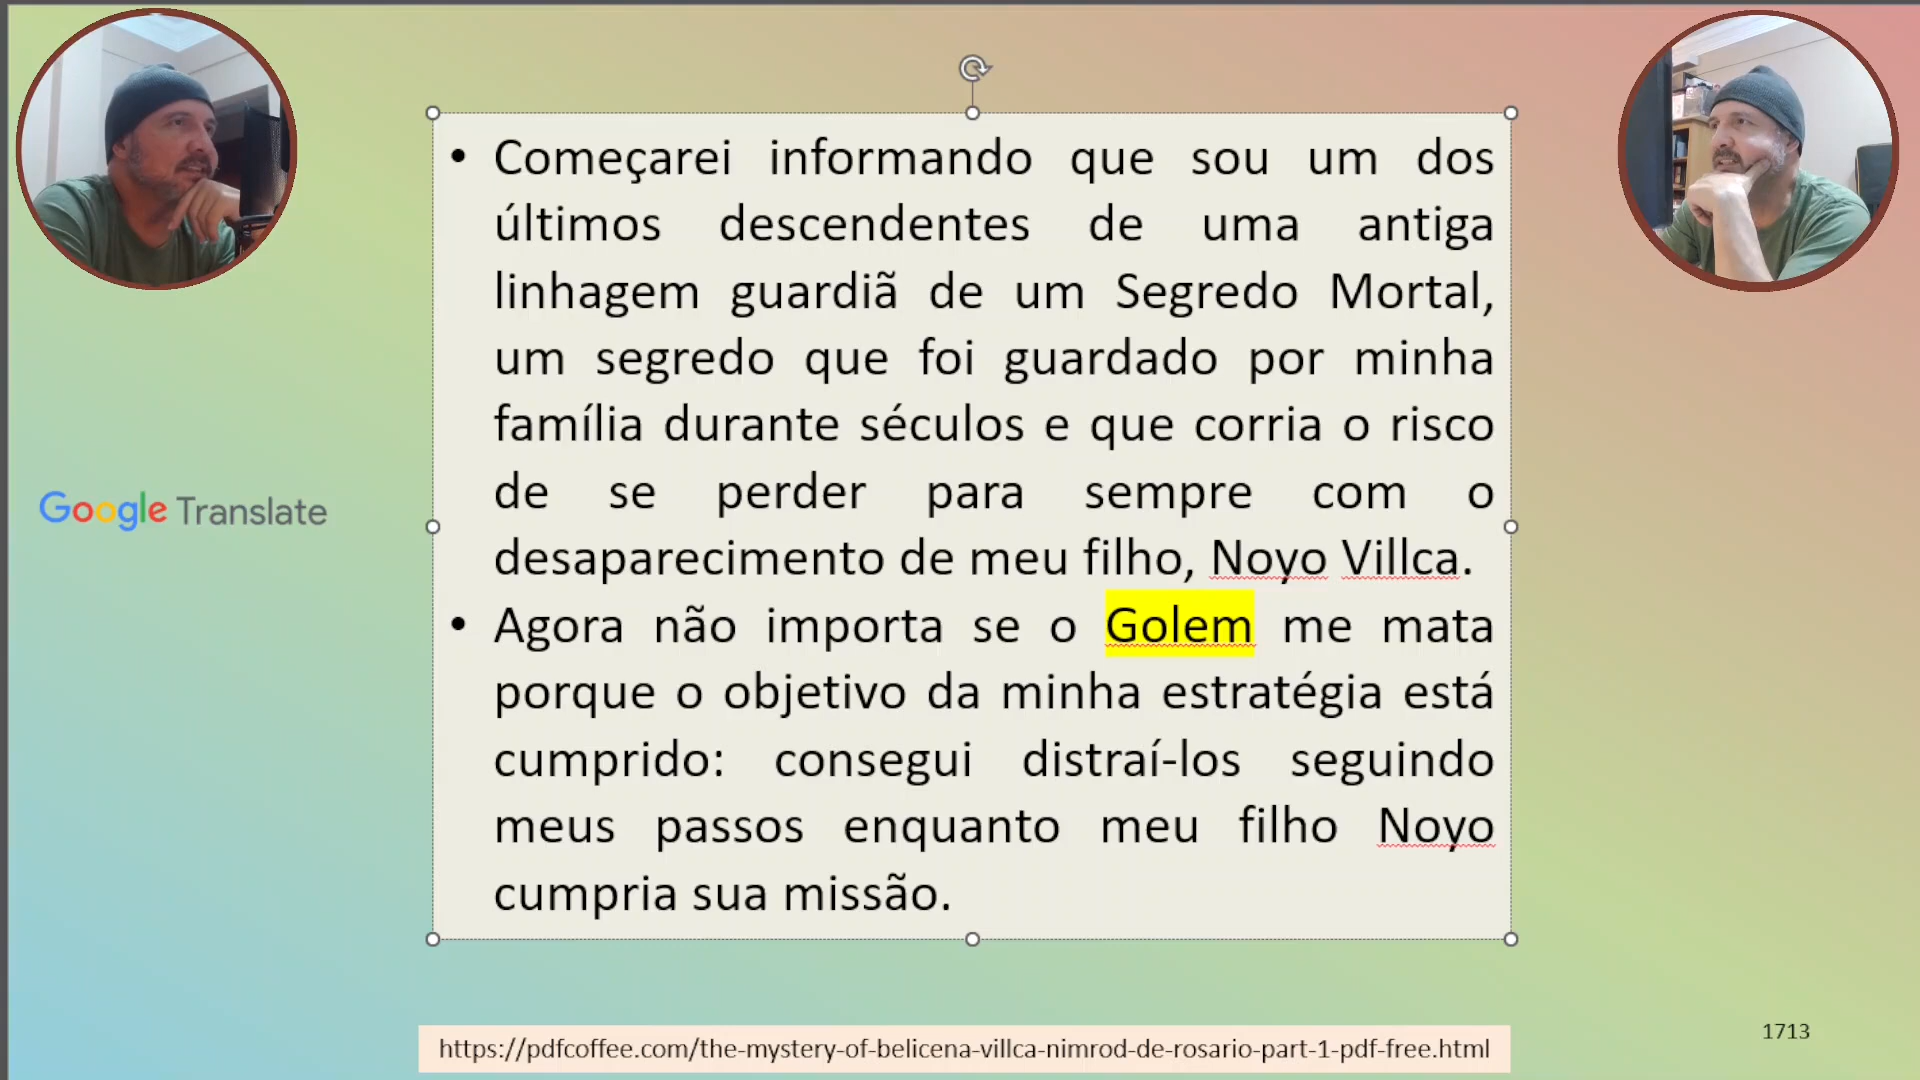 • Começarei informando que sou um dos
últimos descendentes de uma antiga
linhagem guardiã de um Segredo Mortal,
um segredo que foi guardado por minha
família durante séculos e que corria o risco
de se perder para sempre com o
desaparecimento de meu filho, Noyo Villca.
• Agora não importa se o Golem me mata
porque o objetivo da minha estratégia está
cumprido: consegui distraí-los seguindo
meus passos enquanto meu filho Noyo
cumpria sua missão.
Google Translate
https://pdfcoffee.com/the-mystery-of-belicena-villca-nimrod-de-rosario-part-1-pdf-free.html
1713